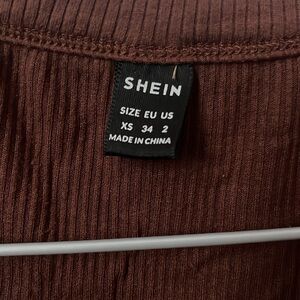 SHEIN
SIZE EU US
XS 34 2
MADE IN CHINA